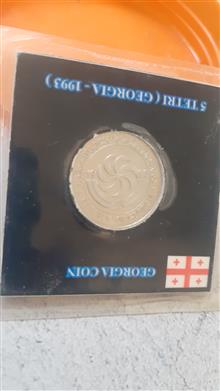 5 TETRI ( GEORGIA - 1993 )
GEORGIA COIN